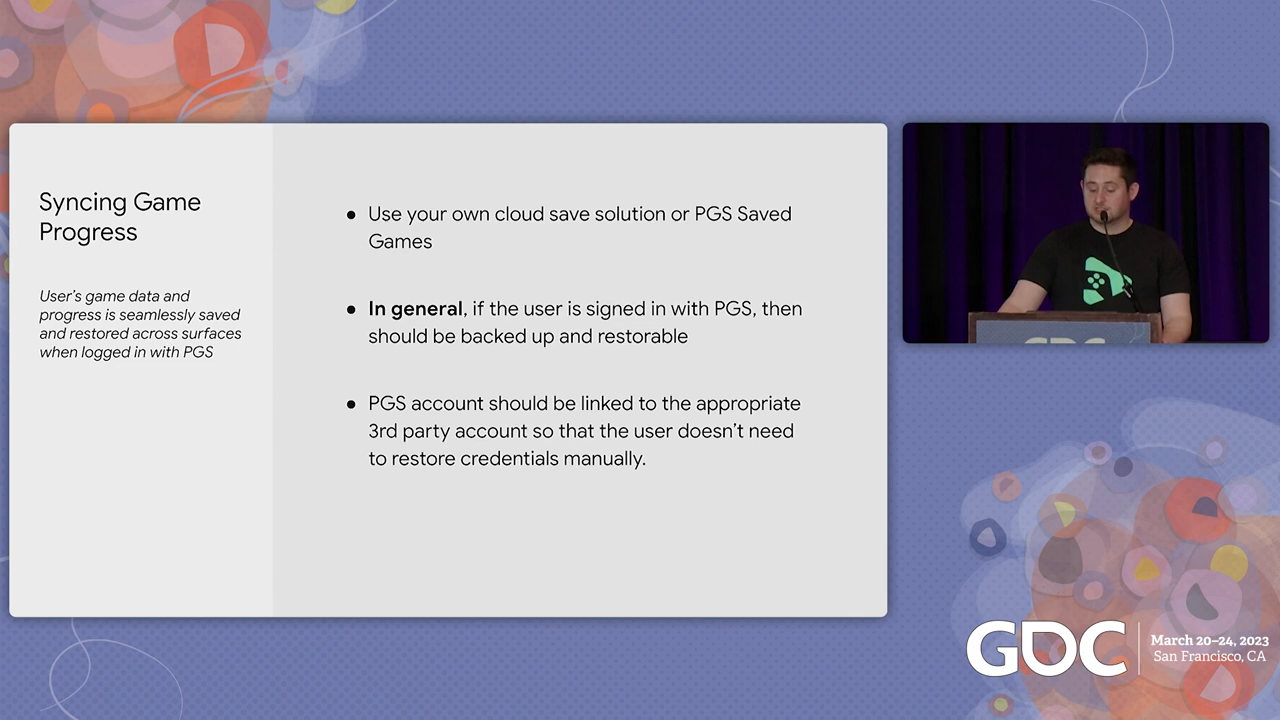 Syncing Game
Progress
User's game data and
progress is seamlessly saved
and restored across surfaces
when logged in with PGS
● Use your own cloud save solution or PGS Saved
Games
● In general, if the user is signed in with PGS, then
should be backed up and restorable
● PGS account should be linked to the appropriate
3rd party account so that the user doesn't need
to restore credentials manually.
GDC
GDC
March 20–24, 2023
San Francisco, CA